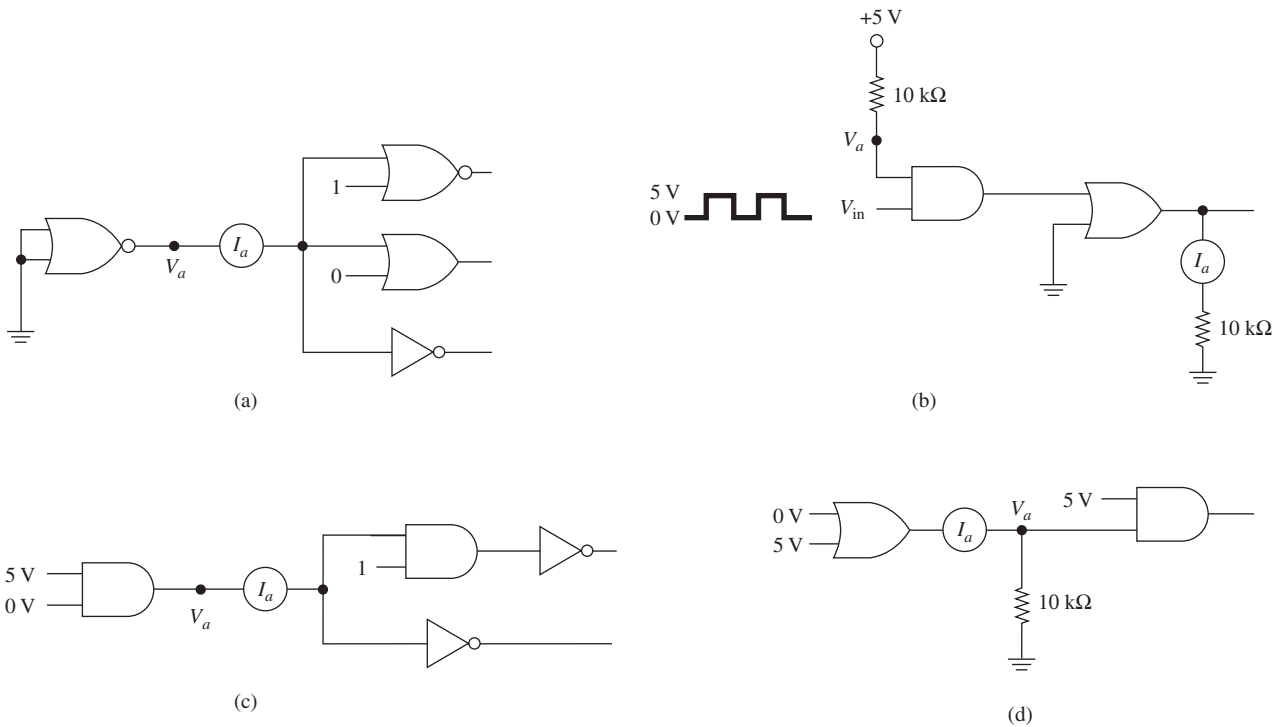 1
0
V_a
I_a
(a)
+5 V
10 kΩ
V_a
5 V
0 V
V_in
I_a
10 kΩ
(b)
5 V
0 V
V_a
I_a
1
(c)
0 V
5 V
I_a
V_a
5 V
10 kΩ
(d)